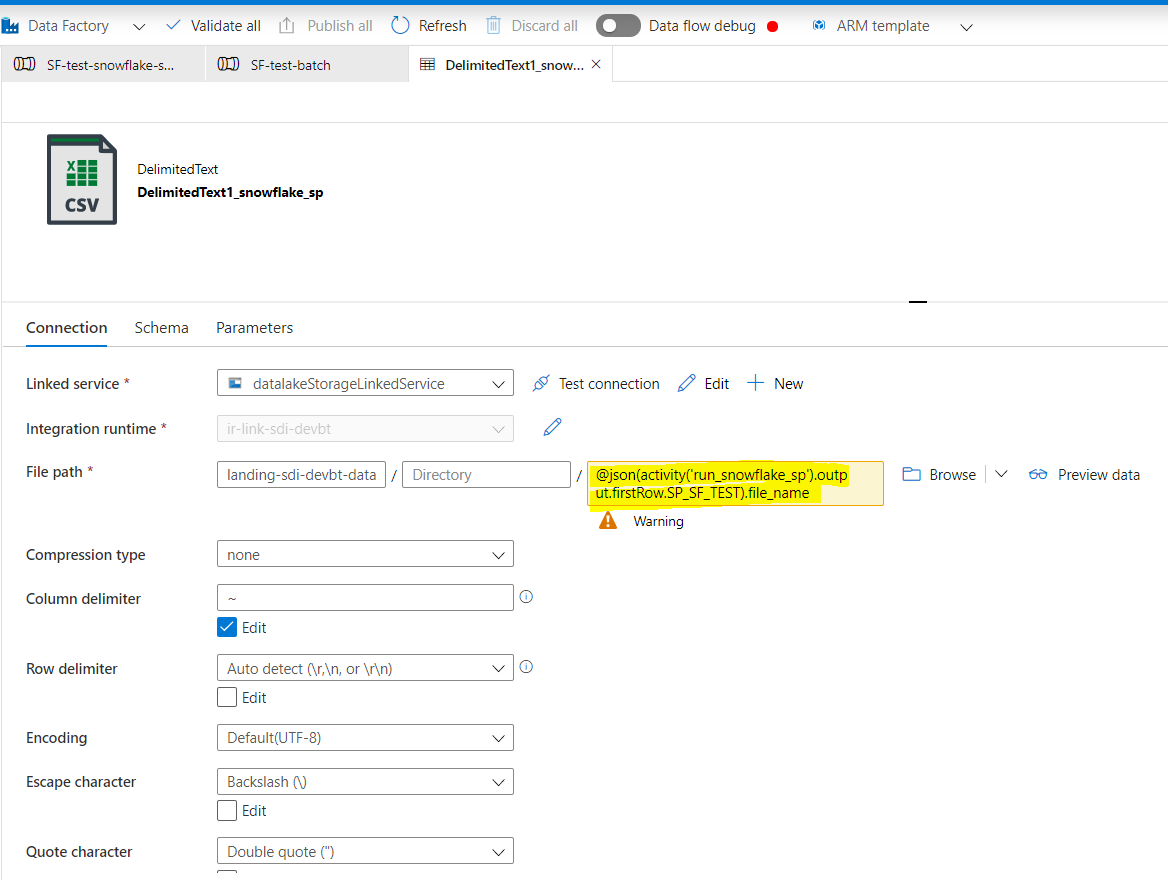 Data Factory Validate all Publish all Refresh Discard all Data flow debug ARM template
SF-test-snowflake-s... SF-test-batch DelimitedText1_snow...
X
CSV
DelimitedText
DelimitedText1_snowflake_sp
Connection Schema Parameters
Linked service * datalakeStorageLinkedService Test connection Edit New
Integration runtime * ir-link-sdi-devbt
File path * landing-sdi-devbt-data / Directory / @json(activity('run_snowflake_sp').outp
ut.firstRow.SP_SF_TEST).file_name
Browse Preview data
Warning
Compression type none
Column delimiter ~
Edit
Row delimiter Auto detect (\r,\n, or \r\n)
Edit
Encoding Default(UTF-8)
Escape character Backslash (\)
Edit
Quote character Double quote (")